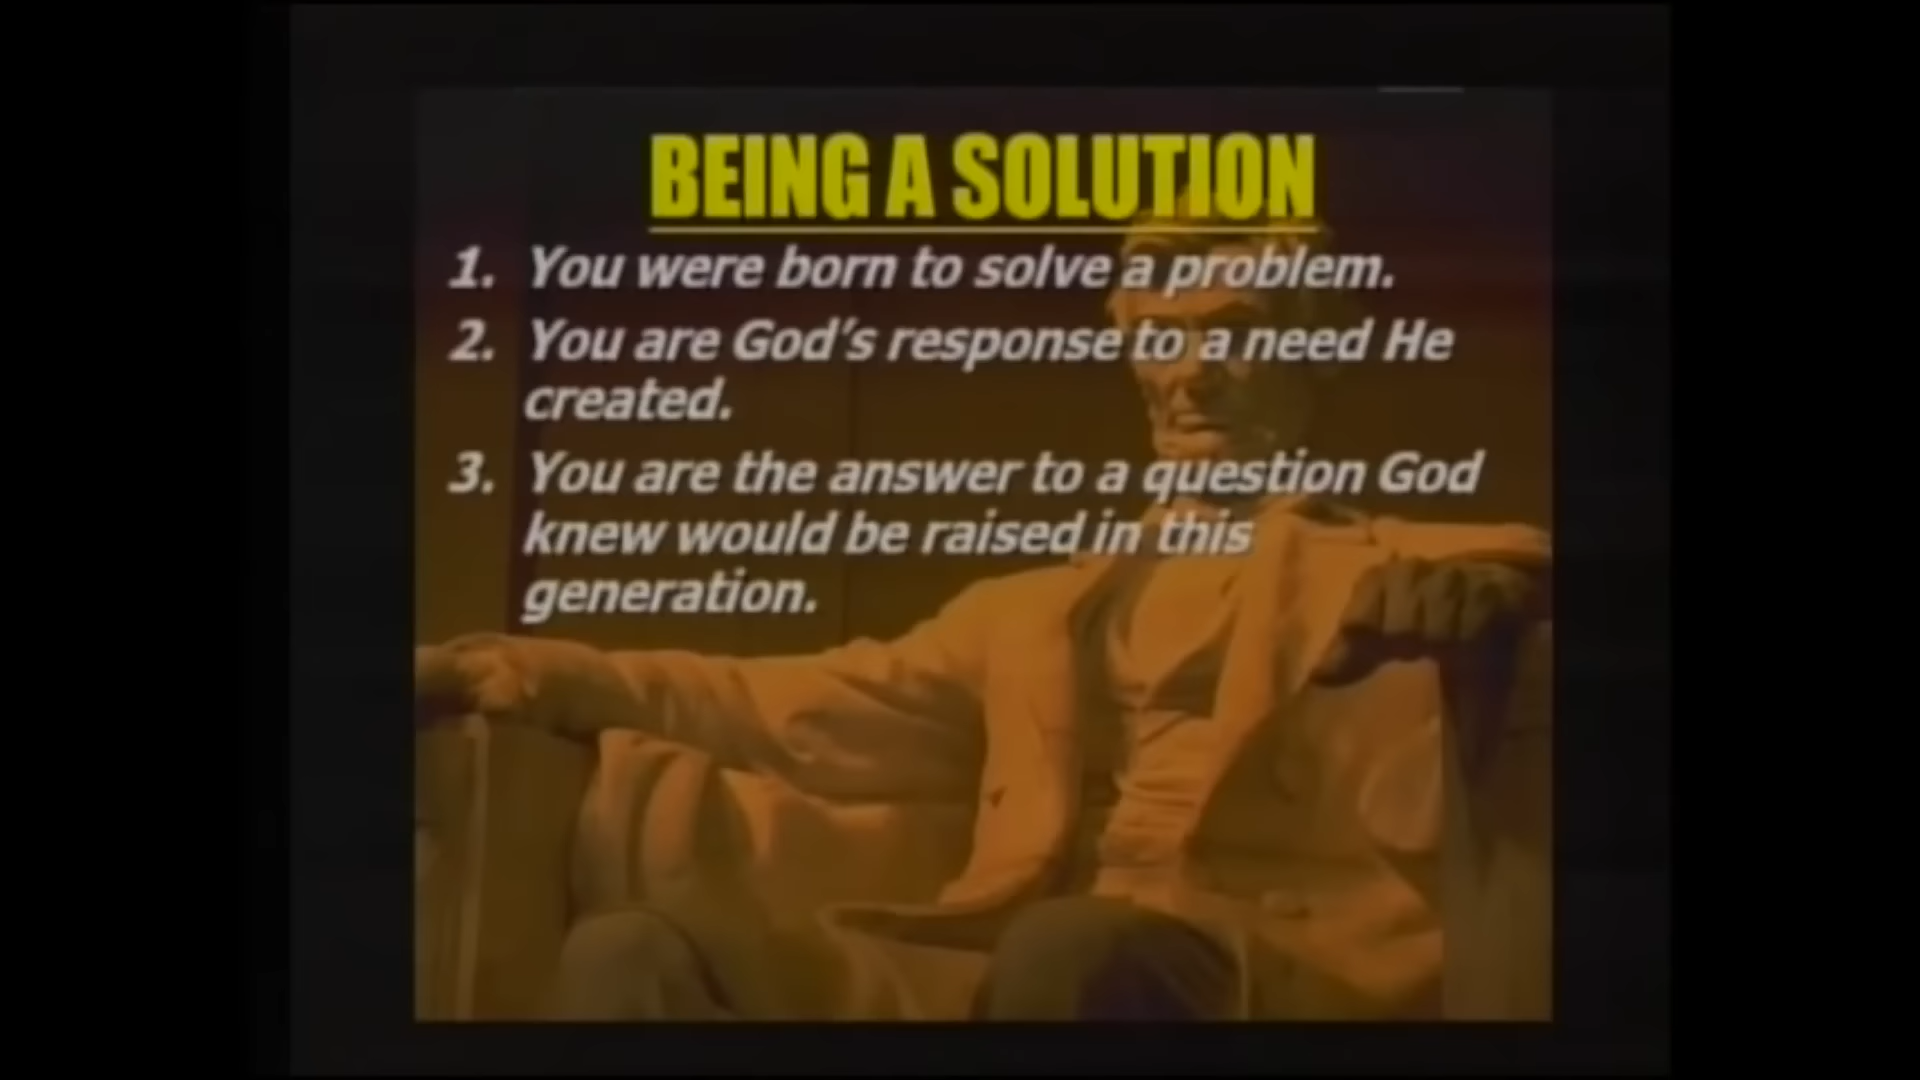 BEING A SOLUTION
1. You were born to solve a problem.
2. You are God's response to a need He
created.
3. You are the answer to a question God
knew would be raised in this
generation.